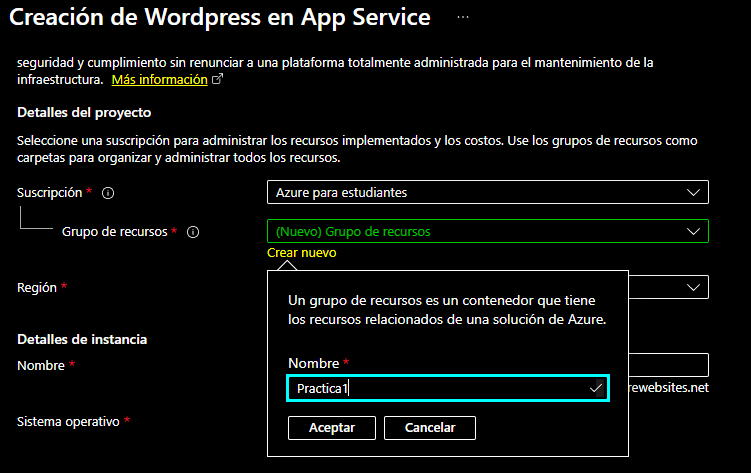 Creación de Wordpress en App Service ...
seguridad y cumplimiento sin renunciar a una plataforma totalmente administrada para el mantenimiento de la
infraestructura. Más información
Detalles del proyecto
Seleccione una suscripción para administrar los recursos implementados y los costos. Use los grupos de recursos como
carpetas para organizar y administrar todos los recursos.
Suscripción * Azure para estudiantes
Grupo de recursos * (Nuevo) Grupo de recursos
Crear nuevo
Región *
Un grupo de recursos es un contenedor que tiene
los recursos relacionados de una solución de Azure.
Detalles de instancia
Nombre *
Nombre *
Practica1
rewebsites.net
Sistema operativo *
Aceptar Cancelar